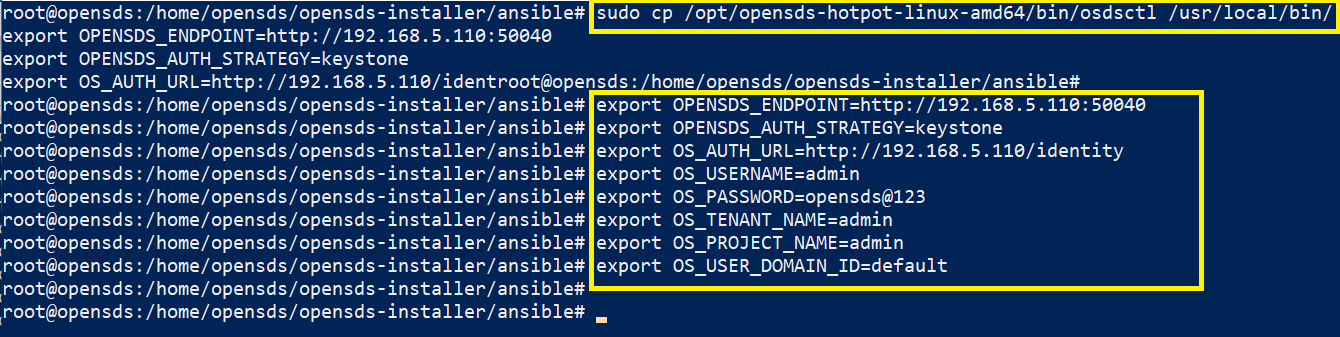 root@opensds:/home/opensds/opensds-installer/ansible# sudo cp /opt/opensds-hotpot-linux-amd64/bin/osdsctl /usr/local/bin/
export OPENSDS_ENDPOINT=http://192.168.5.110:50040
export OPENSDS_AUTH_STRATEGY=keystone
export OS_AUTH_URL=http://192.168.5.110/identroot@opensds:/home/opensds/opensds-installer/ansible#
root@opensds:/home/opensds/opensds-installer/ansible# export OPENSDS_ENDPOINT=http://192.168.5.110:50040
root@opensds:/home/opensds/opensds-installer/ansible# export OPENSDS_AUTH_STRATEGY=keystone
root@opensds:/home/opensds/opensds-installer/ansible# export OS_AUTH_URL=http://192.168.5.110/identity
root@opensds:/home/opensds/opensds-installer/ansible# export OS_USERNAME=admin
root@opensds:/home/opensds/opensds-installer/ansible# export OS_PASSWORD=opensds@123
root@opensds:/home/opensds/opensds-installer/ansible# export OS_TENANT_NAME=admin
root@opensds:/home/opensds/opensds-installer/ansible# export OS_PROJECT_NAME=admin
root@opensds:/home/opensds/opensds-installer/ansible# export OS_USER_DOMAIN_ID=default
root@opensds:/home/opensds/opensds-installer/ansible#
root@opensds:/home/opensds/opensds-installer/ansible#